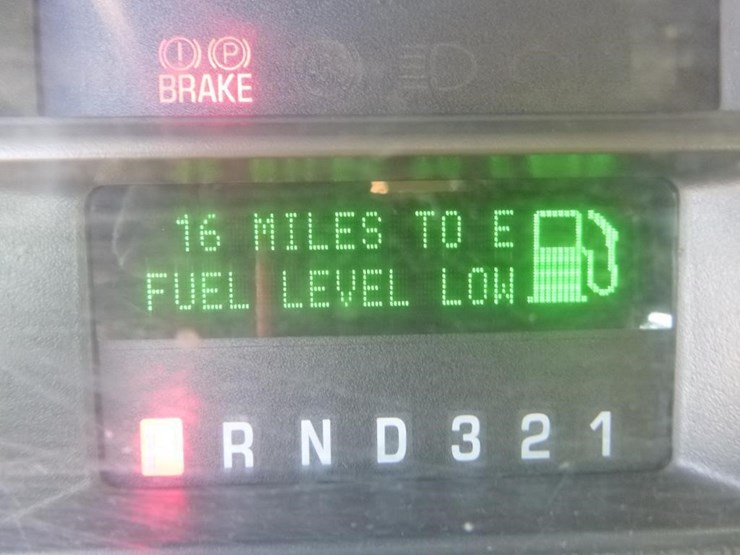 (!) (P)
BRAKE
16 MILES TO E
FUEL LEVEL LOW
R N D 3 2 1